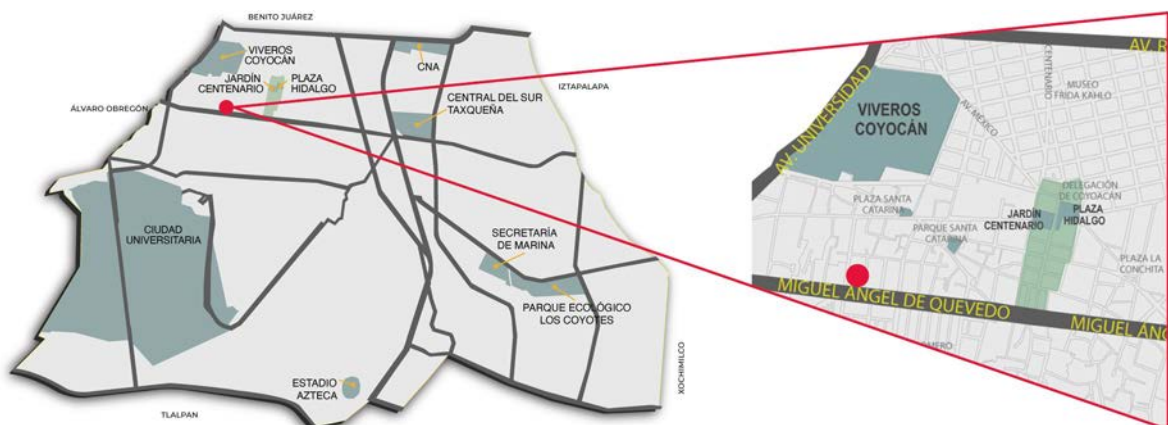 BENITO JUÁREZ
VIVEROS
COYOCÁN
CNA
JARDÍN
CENTENARIO
PLAZA
HIDALGO
IZTAPALAPA
ÁLVARO OBREGÓN
CENTRAL DEL SUR
TAXQUEÑA
CIUDAD
UNIVERSITARIA
SECRETARÍA
DE MARINA
PARQUE ECOLÓGICO
LOS COYOTES
ESTADIO
AZTECA
XOCHIMILCO
TLALPAN
AV. UNIVERSIDAD
VIVEROS
COYOCÁN
CENTENARIO
AV. MÉXICO
MUSEO
FRIDA KAHLO
PLAZA SANTA
CATARINA
PARQUE SANTA
CATARINA
DELEGACIÓN
DE COYOACÁN
JARDÍN
CENTENARIO
PLAZA
HIDALGO
PLAZA LA
CONCHITA
MIGUEL ÁNGEL DE QUEVEDO
MIGUEL ÁNG